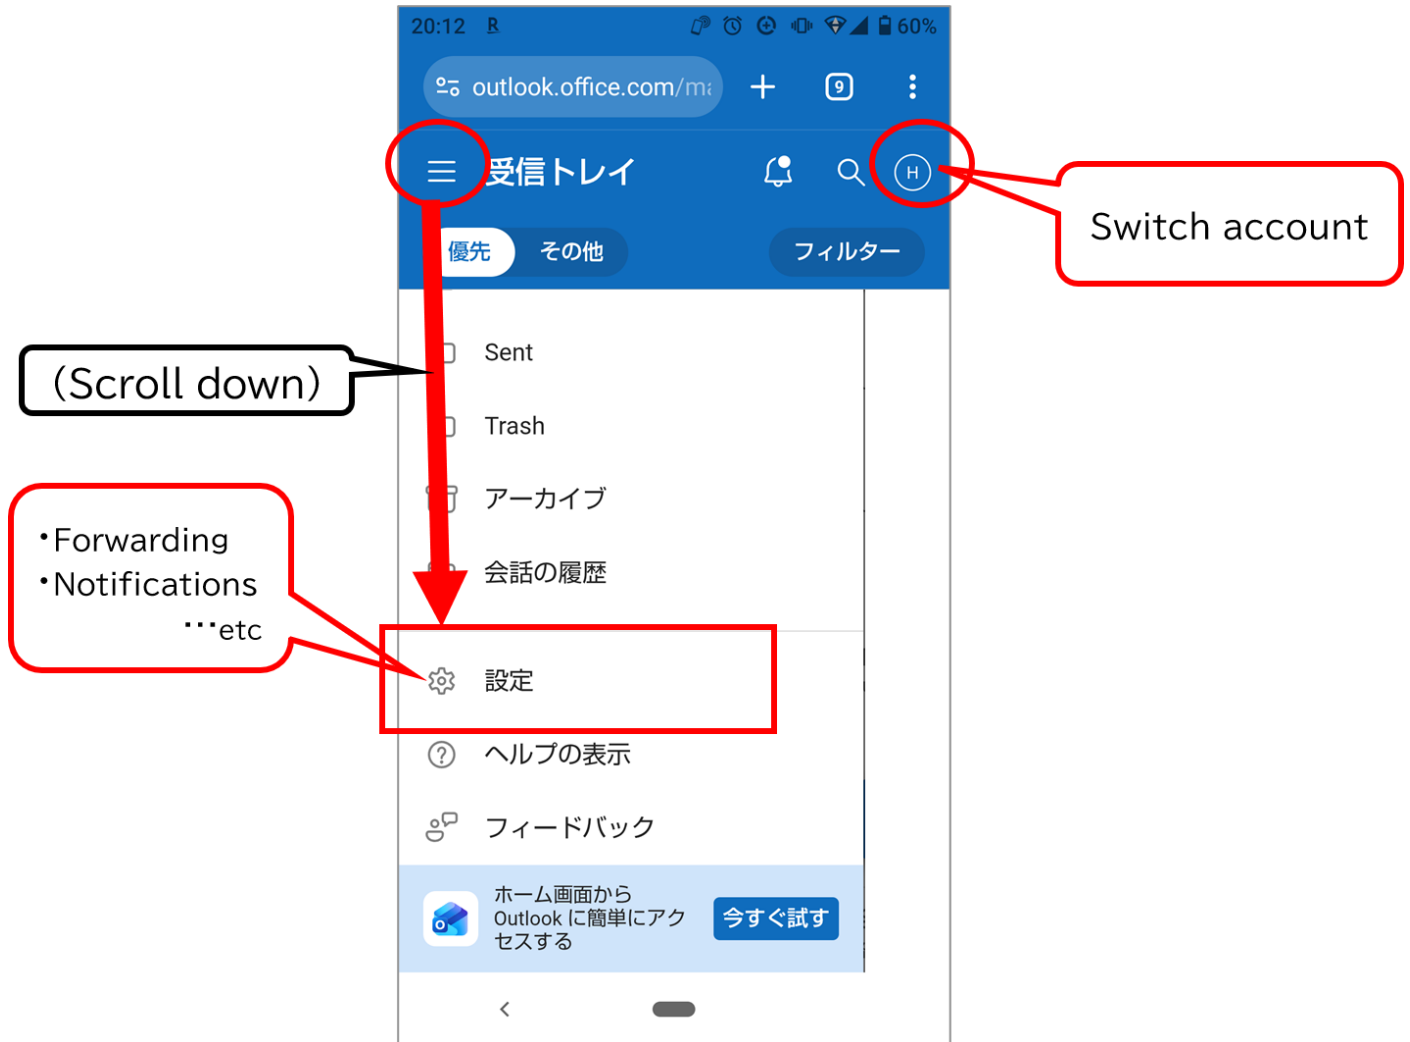 20:12 R 60%
outlook.office.com/ma
9
受信トレイ
H
Switch account
優先 その他 フィルター
Sent
(Scroll down)
Trash
アーカイブ
・Forwarding
・Notifications
…etc
会話の履歴
設定
ヘルプの表示
フィードバック
ホーム画面から
Outlook に簡単にアク
セスする
今すぐ試す